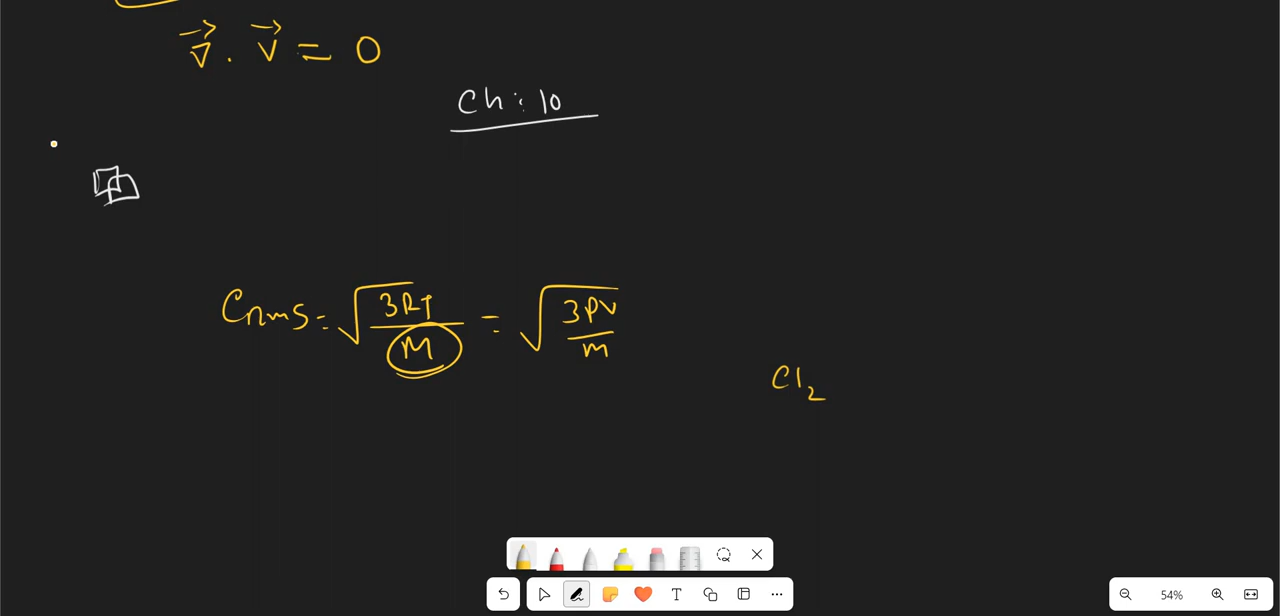 ∇⃗ . V⃗ = 0
Ch: 10
Crms = √(3RT/M) = √(3PV/m)
Cl₂
54%